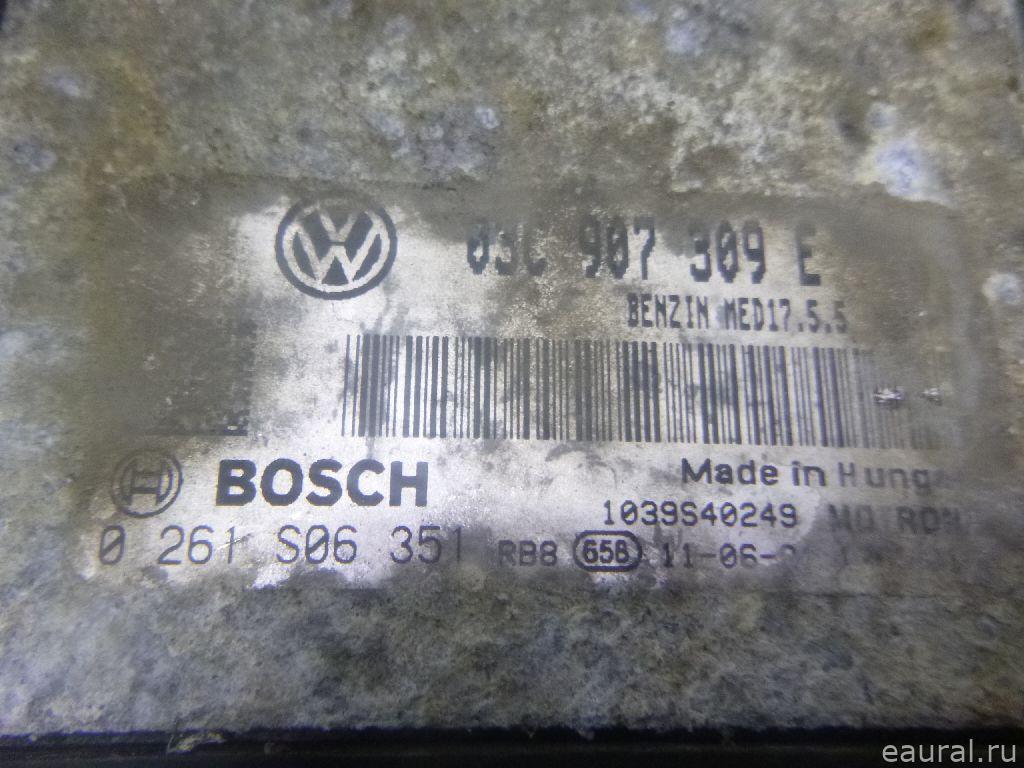 03C 907 309 E
BENZIN MED17.5.5
BOSCH
Made in
0 261 S06 351
1039S40249
RB8 658
eaural.ru